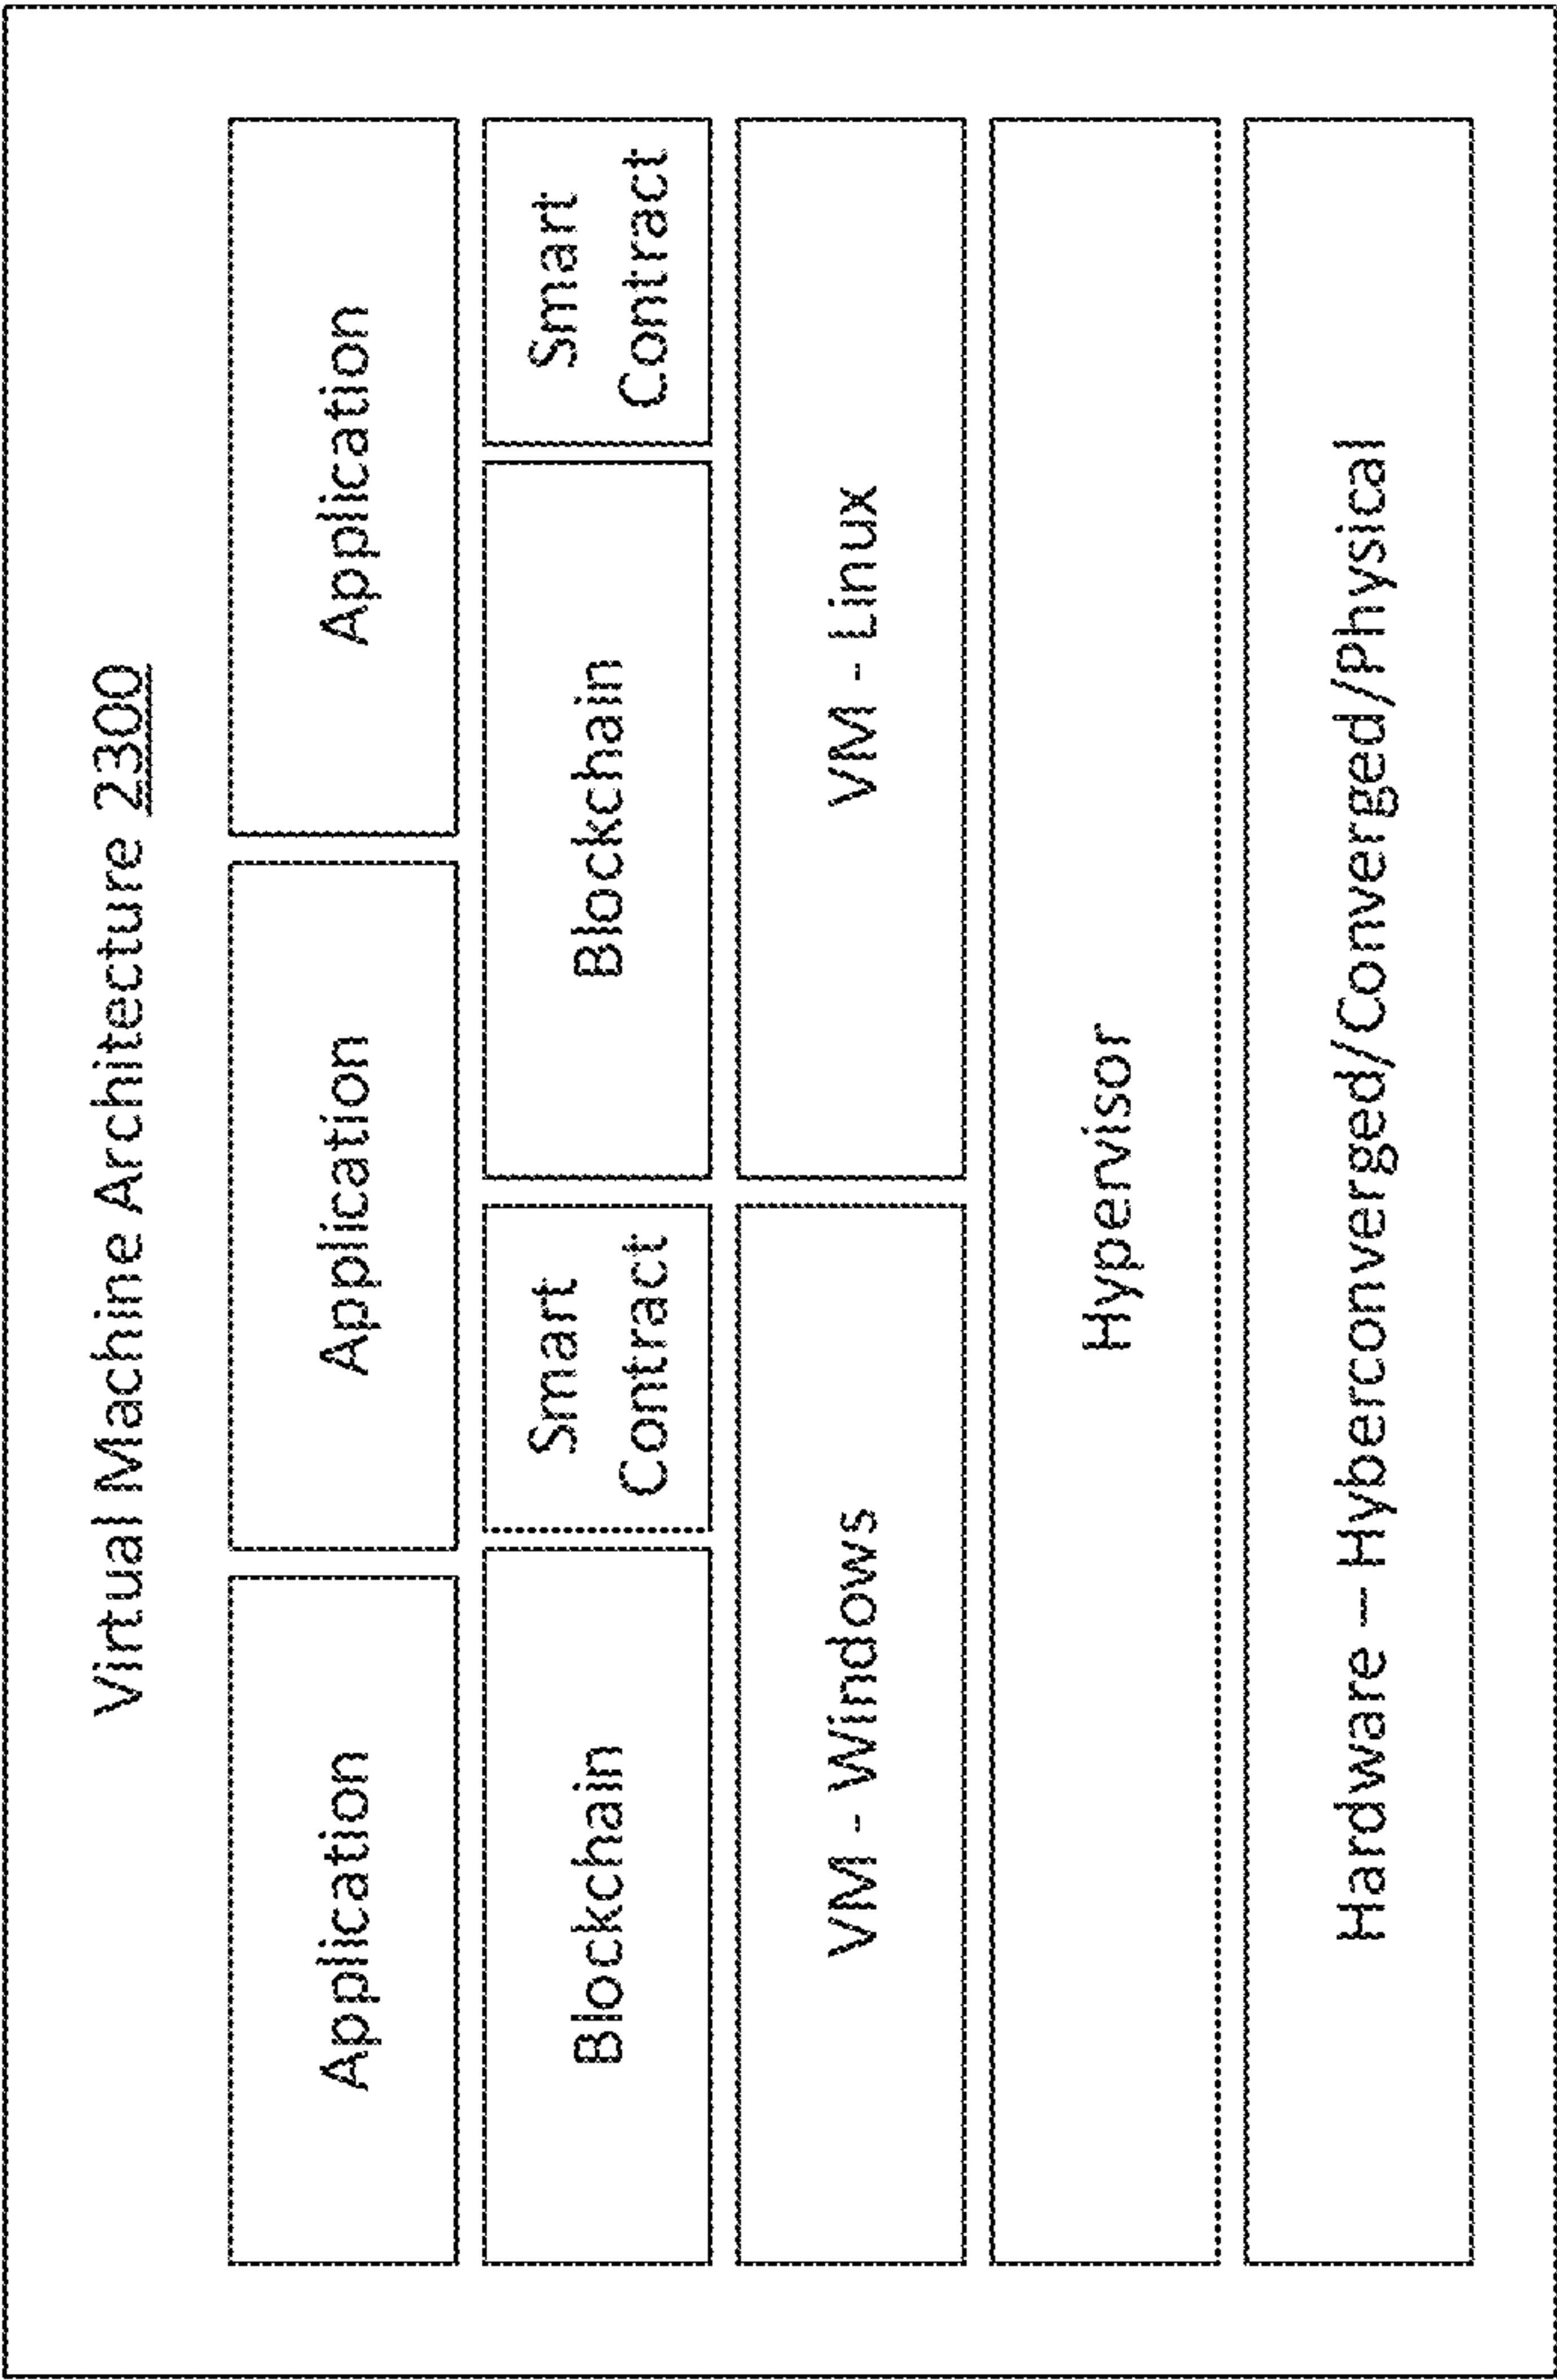 Virtual Machine Architecture 2300
Application
Application
Application
Blockchain
Smart
Contract
Blockchain
Smart
Contract
VM - Windows
VM - Linux
Hypervisor
Hardware – Hyberconverged/Converged/Physical